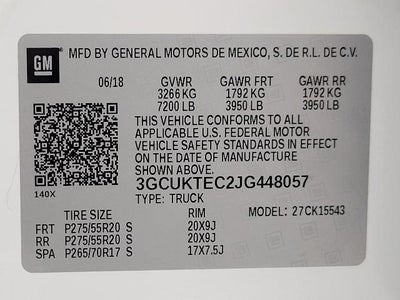 GM
MFD BY GENERAL MOTORS DE MEXICO, S. DE R.L. DE C.V.
06/18 GVWR GAWR FRT GAWR RR
3266 KG 1792 KG 1792 KG
7200 LB 3950 LB 3950 LB
THIS VEHICLE CONFORMS TO ALL
APPLICABLE U.S. FEDERAL MOTOR
VEHICLE SAFETY STANDARDS IN EFFECT
ON THE DATE OF MANUFACTURE
SHOWN ABOVE.
3GCUKTEC2JG448057
140X
TYPE: TRUCK
MODEL: 27CK15543
TIRE SIZE RIM
FRT P275/55R20 S 20X9J
RR P275/55R20 S 20X9J
SPA P265/70R17 S 17X7.5J